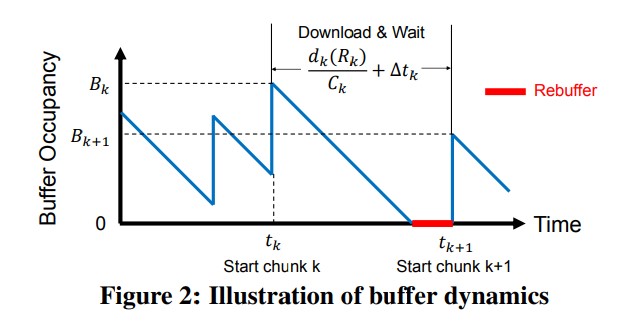 Download & Wait
d_k(R_k)/C_k + Δt_k
B_k
Rebuffer
B_{k+1}
Buffer Occupancy
0
Time
t_k
t_{k+1}
Start chunk k
Start chunk k+1
Figure 2: Illustration of buffer dynamics